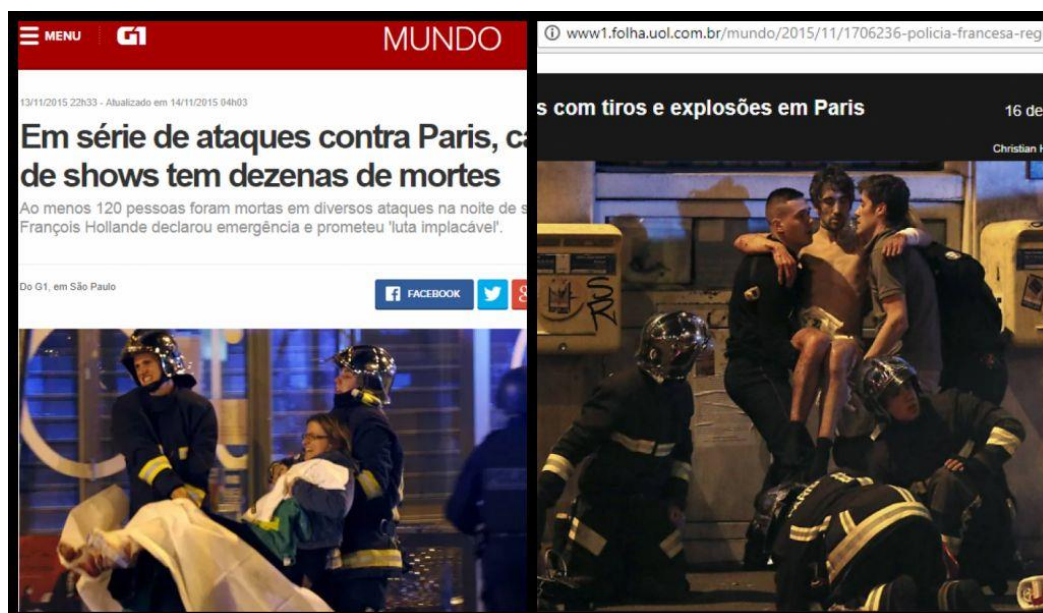 MENU G1 MUNDO
13/11/2015 22h33 - Atualizado em 14/11/2015 04h03
Em série de ataques contra Paris, ca
de shows tem dezenas de mortes
Ao menos 120 pessoas foram mortas em diversos ataques na noite de s
François Hollande declarou emergência e prometeu 'luta implacável'.
Do G1, em São Paulo
FACEBOOK
www1.folha.uol.com.br/mundo/2015/11/1706236-policia-francesa-reg
s com tiros e explosões em Paris
16 de
Christian H